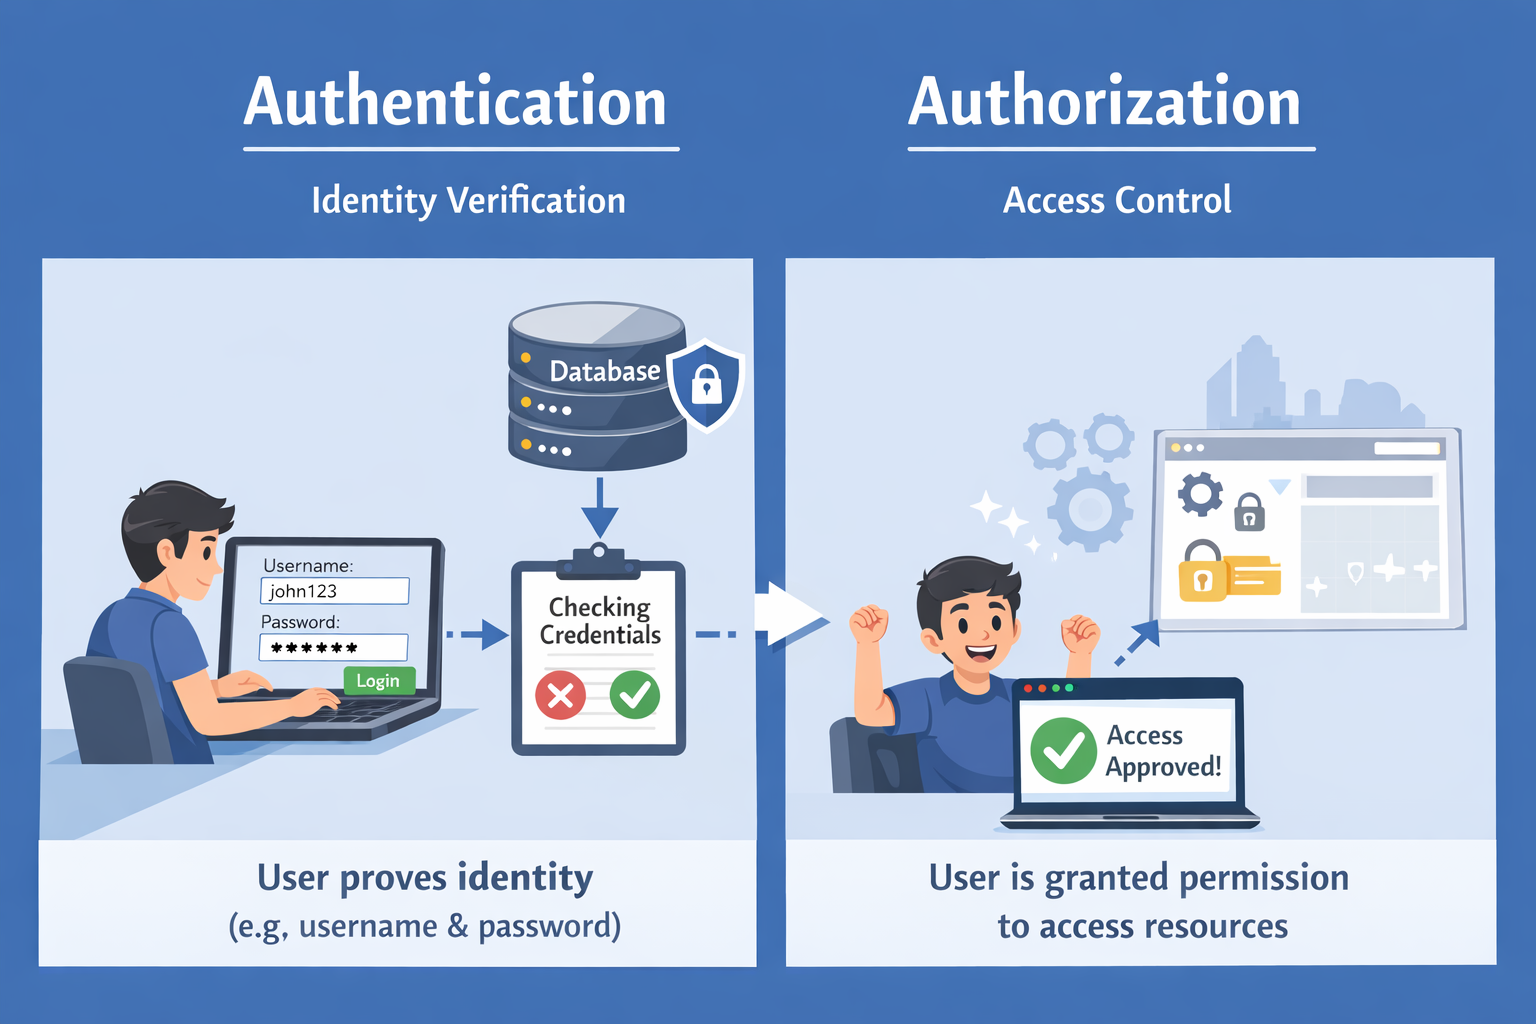 Authentication
Identity Verification
Database
Username:
john123
Password:
******
Login
Checking
Credentials
User proves identity
(e.g, username & password)
Authorization
Access Control
Access
Approved!
User is granted permission
to access resources